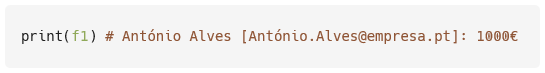 print(f1) # António Alves [António.Alves@empresa.pt]: 1000€